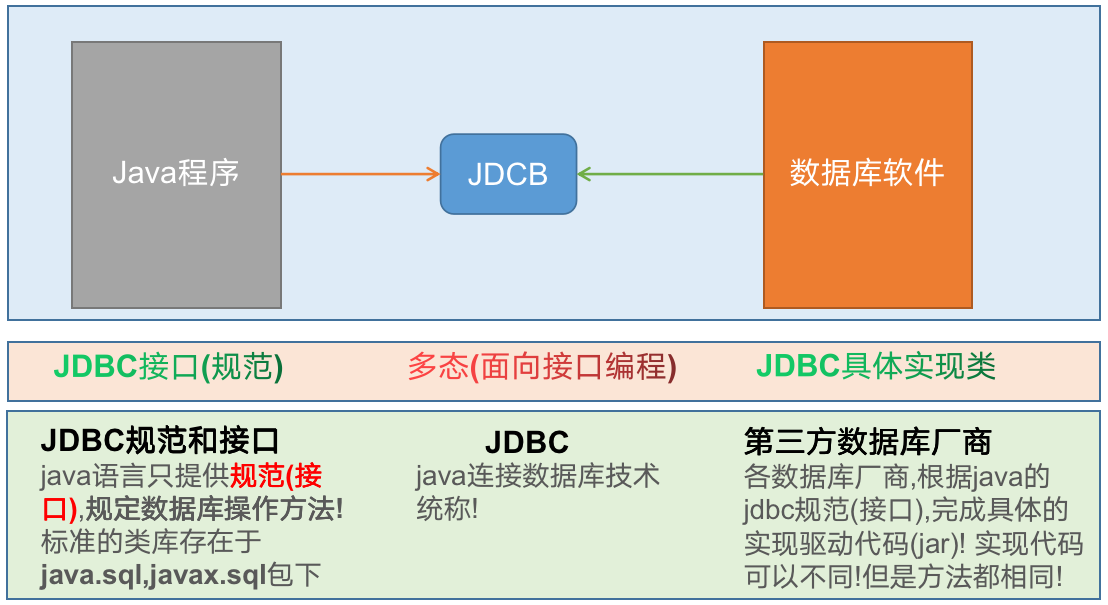 Java程序
JDCB
数据库软件
JDBC接口(规范)
多态(面向接口编程)
JDBC具体实现类
JDBC规范和接口
java语言只提供规范(接
口),规定数据库操作方法!
标准的类库存在于
java.sql,javax.sql包下
JDBC
java连接数据库技术
统称!
第三方数据库厂商
各数据库厂商,根据java的
jdbc规范(接口),完成具体的
实现驱动代码(jar)! 实现代码
可以不同!但是方法都相同!